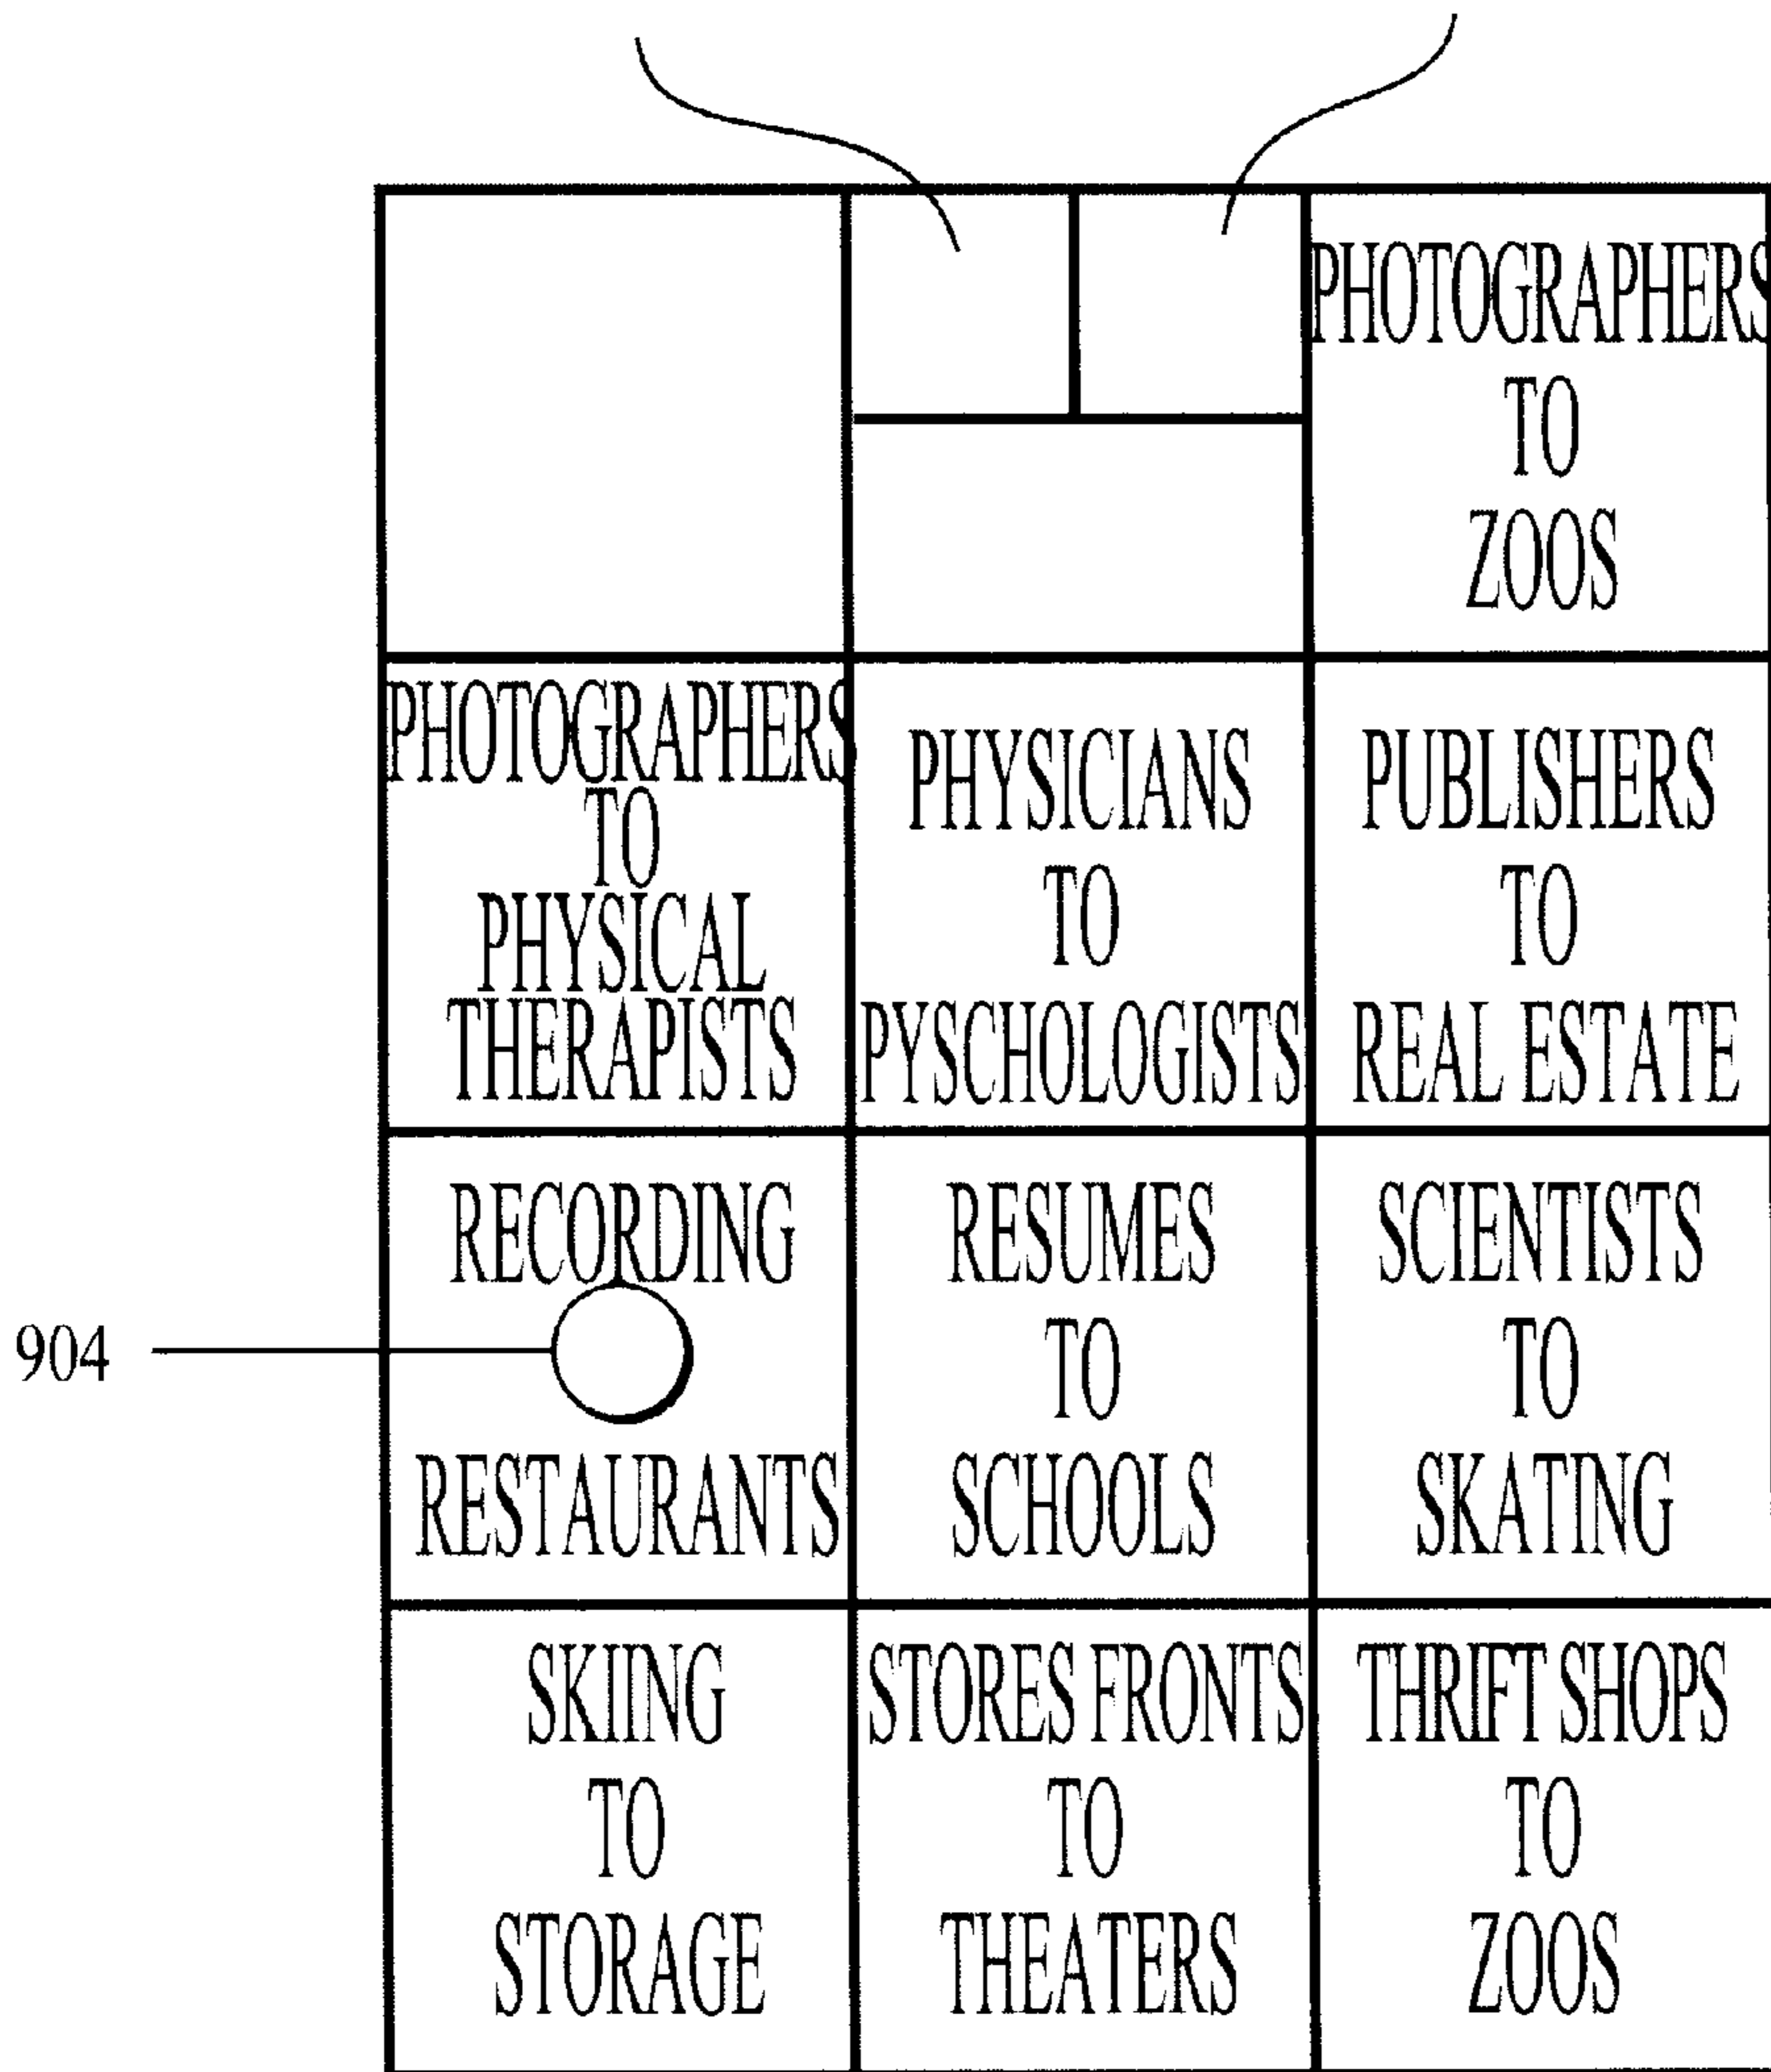 PHOTOGRAPHERS
TO
ZOOS
PHOTOGRAPHERS
TO
PHYSICAL
THERAPISTS
PHYSICIANS
TO
PYSCHOLOGISTS
PUBLISHERS
TO
REAL ESTATE
904
RECORDING
RESTAURANTS
RESUMES
TO
SCHOOLS
SCIENTISTS
TO
SKATING
SKIING
TO
STORAGE
STORES FRONTS
TO
THEATERS
THRIFT SHOPS
TO
ZOOS